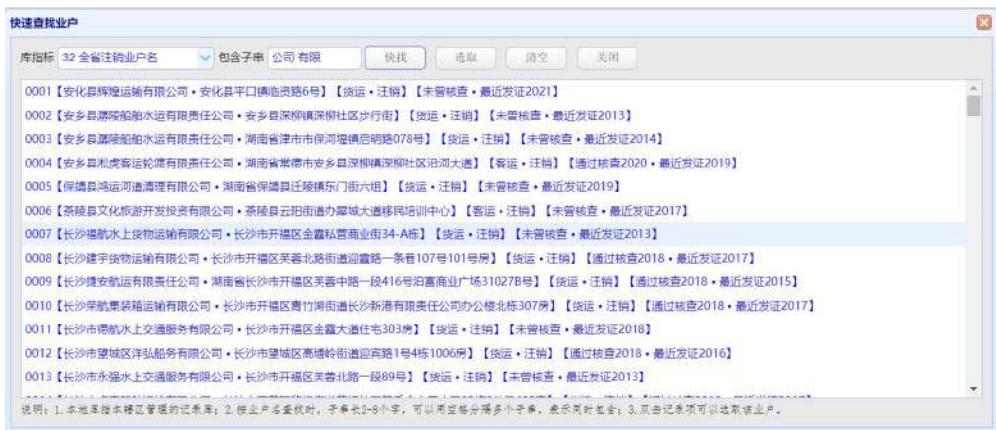 快速查找业户
库指标 32 全省注销业户名 包含子串 公司 有限 快找 选取 清空 关闭
0001【安化县辉煌运输有限公司•安化县平口镇临资路6号】【货运•注销】【未曾核查•最近发证2021】
0002【安乡县潺陵船舶水运有限责任公司•安乡县深柳镇深柳社区步行街】【货运•注销】【未曾核查•最近发证2013】
0003【安乡县潺陵船舶水运有限责任公司•湖南省津市市保河堤镇启明路078号】【货运•注销】【未曾核查•最近发证2014】
0004【安乡县淞虎客运轮渡有限责任公司•湖南省常德市安乡县深柳镇深柳社区沿河大道】【客运•注销】【通过核查2020•最近发证2019】
0005【保靖县鸿运河道清理有限公司•湖南省保靖县迁陵镇东门街六组】【货运•注销】【未曾核查•最近发证2019】
0006【茶陵县文化旅游开发投资有限公司•茶陵县云阳街道办犀城大道移民培训中心】【客运•注销】【未曾核查•最近发证2017】
0007【长沙福航水上货物运输有限公司•长沙市开福区金霞私营商业街34-A栋】【货运•注销】【未曾核查•最近发证2013】
0008【长沙建宇货物运输有限公司•长沙市开福区芙蓉北路街道迎霞路一条巷107号101号房】【货运•注销】【通过核查2018•最近发证2017】
0009【长沙捷安航运有限责任公司•湖南省长沙市开福区芙蓉中路一段416号泊富商业广场31027B号】【货运•注销】【通过核查2018•最近发证2015】
0010【长沙荣航集装箱运输有限公司•长沙市开福区青竹湖街道长沙新港有限责任公司办公楼北栋307房】【货运•注销】【通过核查2018•最近发证2017】
0011【长沙市德航水上交通服务有限公司•长沙市开福区金霞大道住宅303房】【货运•注销】【未曾核查•最近发证2018】
0012【长沙市望城区洋弘船务有限公司•长沙市望城区高塘岭街道迎宾路1号4栋1006房】【货运•注销】【通过核查2018•最近发证2016】
0013【长沙市永强水上交通服务有限公司•长沙市开福区芙蓉北路一段89号】【货运•注销】【未曾核查•最近发证2013】
说明：1.本地库指本辖区管理的记录库；2.按业户名查找时，子串长2-8个字，可以用空格分隔多个子串，表示同时包含；3.双击记录项可以选取该业户。